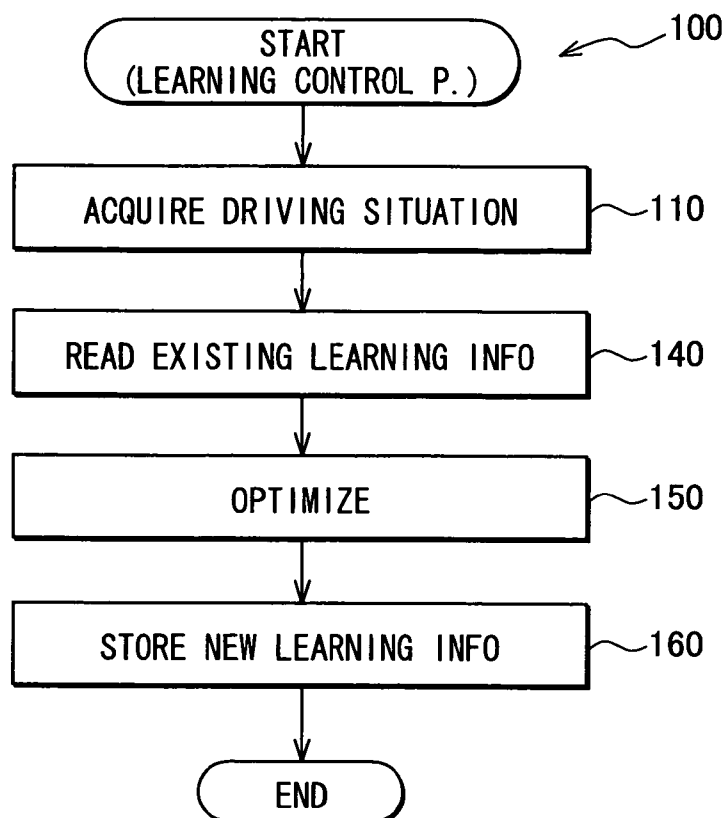 START
(LEARNING CONTROL P.)
100
ACQUIRE DRIVING SITUATION
110
READ EXISTING LEARNING INFO
140
OPTIMIZE
150
STORE NEW LEARNING INFO
160
END